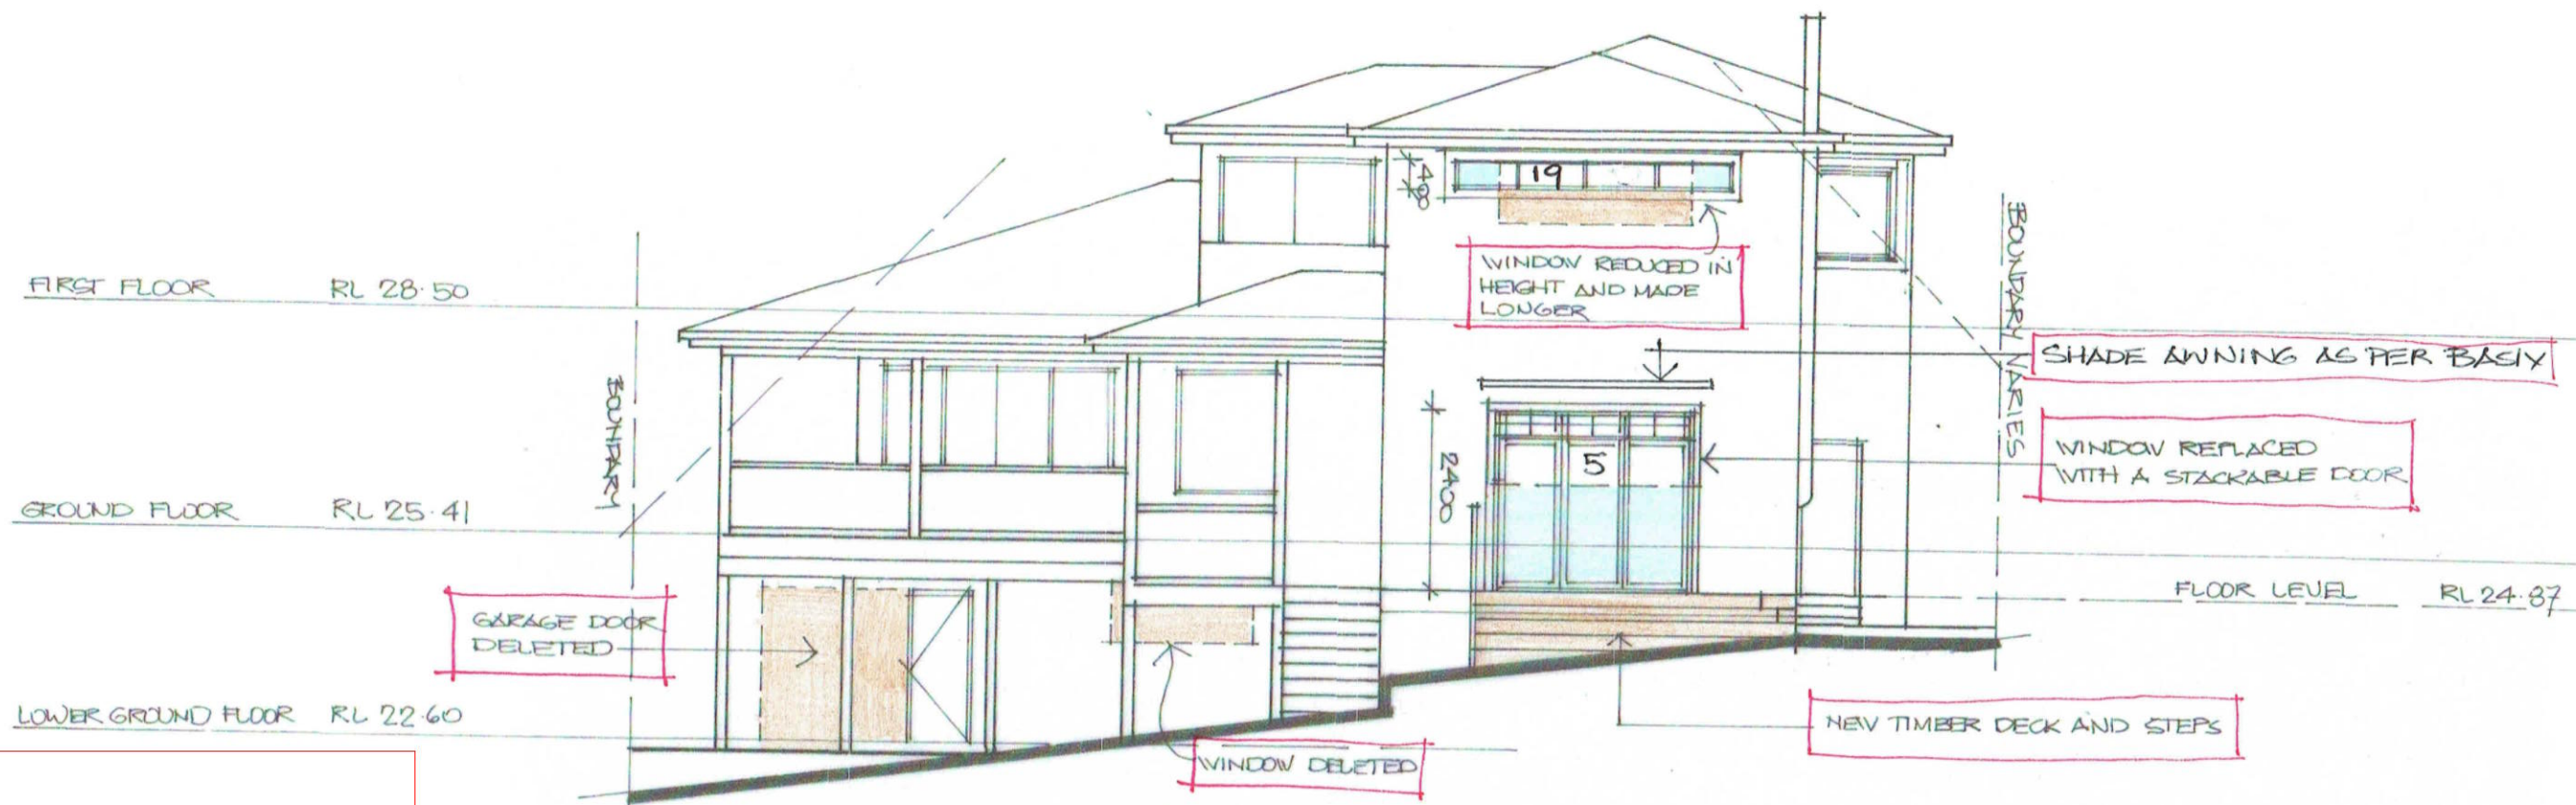 19
408
WINDOW REDUCED IN
HEIGHT AND MADE
LONGER
BOUNDARY VARIES
FIRST FLOOR RL 28.50
SHADE AWNING AS PER BASIX
BOUNDARY
2400
5
WINDOW REPLACED
WITH A STACKABLE DOOR
GROUND FLOOR RL 25.41
FLOOR LEVEL RL 24.87
GARAGE DOOR
DELETED
LOWER GROUND FLOOR RL 22.60
NEW TIMBER DECK AND STEPS
WINDOW DELETED